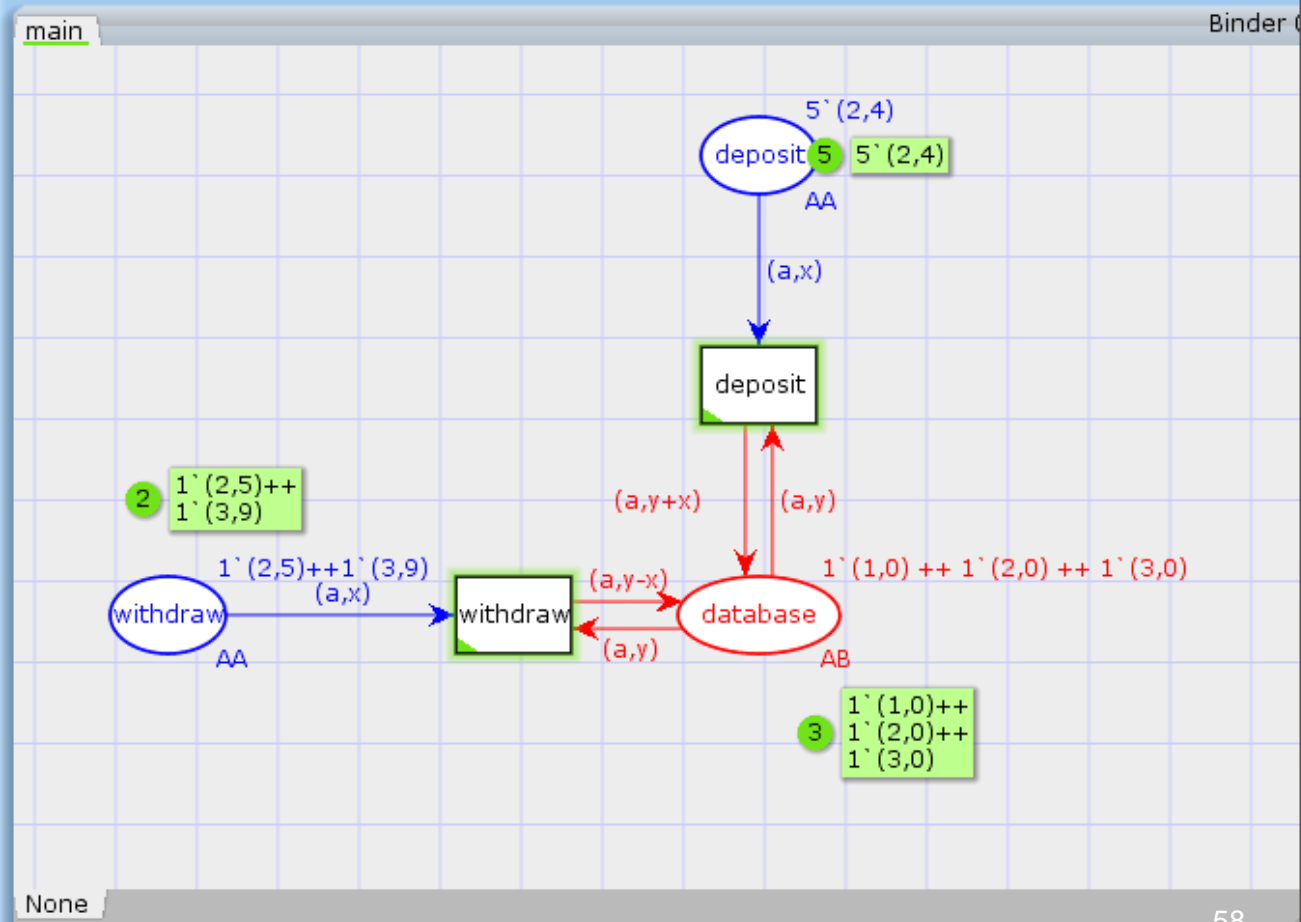 main
Binder
5`(2,4)
deposit
5
5`(2,4)
AA
(a,x)
deposit
(a,y+x)
(a,y)
2
1`(2,5)++
1`(3,9)
1`(2,5)++1`(3,9)
(a,x)
withdraw
AA
withdraw
(a,y-x)
(a,y)
database
1`(1,0) ++ 1`(2,0) ++ 1`(3,0)
AB
3
1`(1,0)++
1`(2,0)++
1`(3,0)
None
58